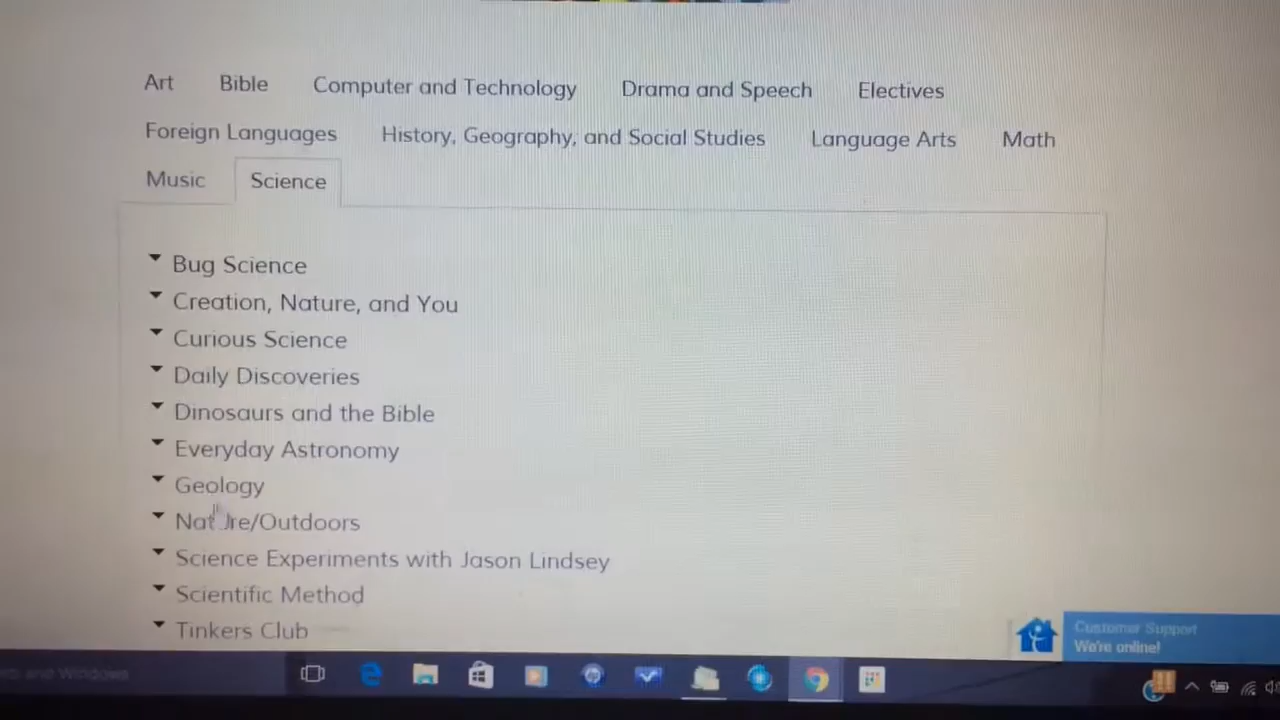 Art Bible Computer and Technology Drama and Speech Electives
Foreign Languages History, Geography, and Social Studies Language Arts Math
Music Science
Bug Science
Creation, Nature, and You
Curious Science
Daily Discoveries
Dinosaurs and the Bible
Everyday Astronomy
Geology
Nature/Outdoors
Science Experiments with Jason Lindsey
Scientific Method
Tinkers Club
Customer Support
We're online!
and Windows